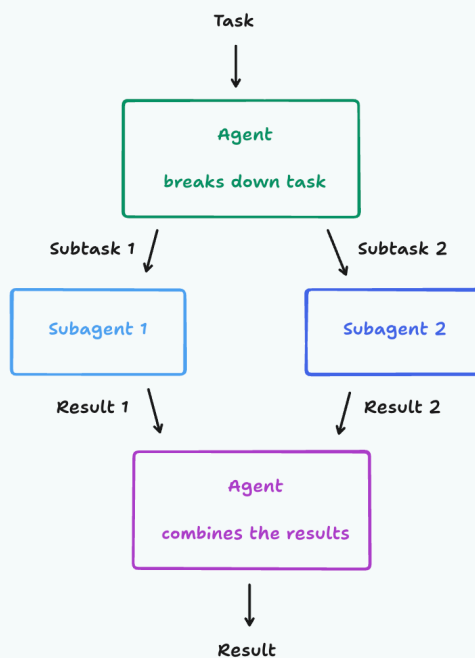 Task
Agent
breaks down task
Subtask 1
Subtask 2
Subagent 1
Subagent 2
Result 1
Result 2
Agent
combines the results
Result